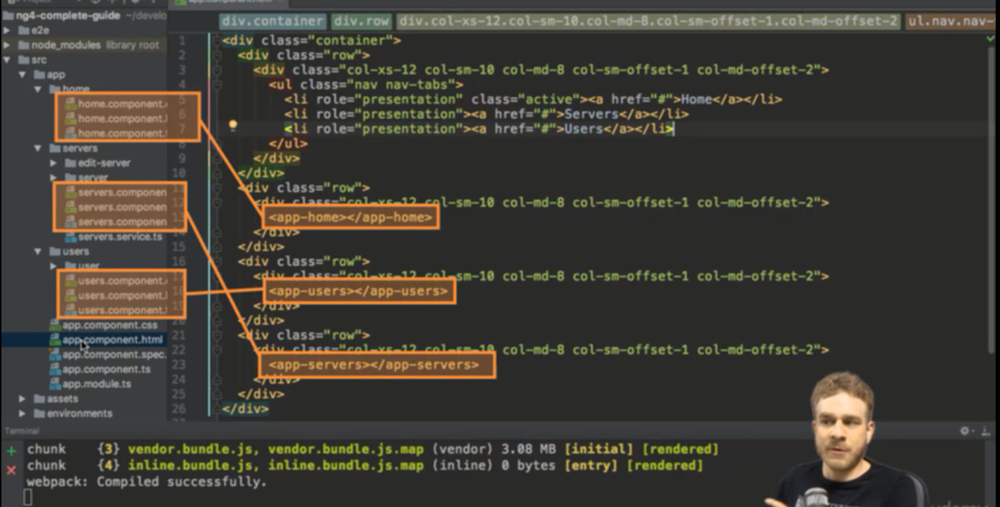 Project
app.component.html
ng4-complete-guide ~/develo
e2e
node_modules library root
src
app
home
home.component.
home.component.
home.component.
servers
edit-server
server
servers.componen
servers.componen
servers.componen
servers.service.ts
users
user
users.component.
users.component.
users.component.
app.component.css
app.component.html
app.component.spec.
app.component.ts
app.module.ts
assets
environments
div.container div.row div.col-xs-12.col-sm-10.col-md-8.col-sm-offset-1.col-md-offset-2 ul.nav.nav-
1 <div class="container">
2 <div class="row">
3 <div class="col-xs-12 col-sm-10 col-md-8 col-sm-offset-1 col-md-offset-2">
4 <ul class="nav nav-tabs">
5 <li role="presentation" class="active"><a href="#">Home</a></li>
6 <li role="presentation"><a href="#">Servers</a></li>
7 <li role="presentation"><a href="#">Users</a></li>
8 </ul>
9 </div>
10 </div>
11 <div class="row">
12 <div class="col-xs-12 col-sm-10 col-md-8 col-sm-offset-1 col-md-offset-2">
13 <app-home></app-home>
14 </div>
15 </div>
16 <div class="row">
17 <div class="col-xs-12 col-sm-10 col-md-8 col-sm-offset-1 col-md-offset-2">
18 <app-users></app-users>
19 </div>
20 </div>
21 <div class="row">
22 <div class="col-xs-12 col-sm-10 col-md-8 col-sm-offset-1 col-md-offset-2">
23 <app-servers></app-servers>
24 </div>
25 </div>
26 </div>
Terminal
chunk {3} vendor.bundle.js, vendor.bundle.js.map (vendor) 3.08 MB [initial] [rendered]
chunk {4} inline.bundle.js, inline.bundle.js.map (inline) 0 bytes [entry] [rendered]
webpack: Compiled successfully.